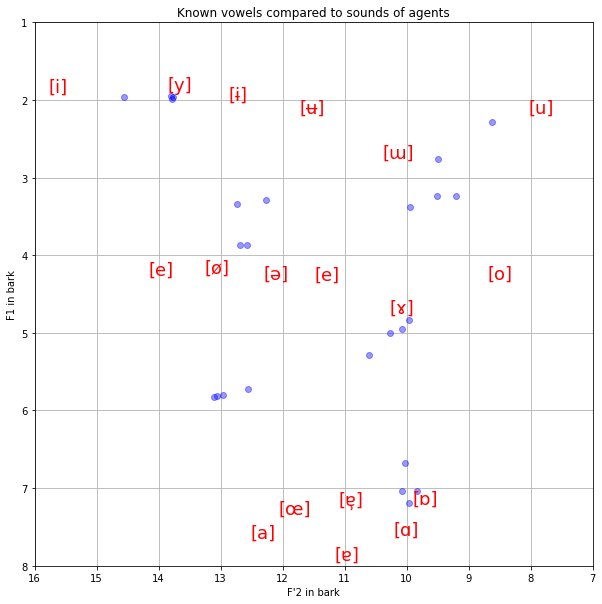 Known vowels compared to sounds of agents
1
[i] [y] [ɨ] [ʉ] [u]
2
[ɯ]
3
4
[e] [ø] [ə] [e] [o]
[ɤ]
5
6
7
[œ] [ɐ̞] [ɒ]
[a] [ɑ]
[ɐ]
8
16 15 14 13 12 11 10 9 8 7
F'2 in bark
F1 in bark